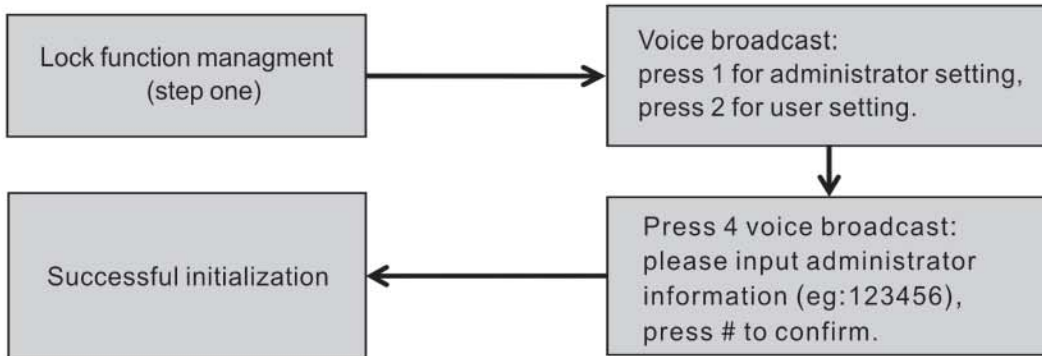 Lock function managment
(step one)
Voice broadcast:
press 1 for administrator setting,
press 2 for user setting.
Press 4 voice broadcast:
please input administrator
information (eg:123456),
press # to confirm.
Successful initialization